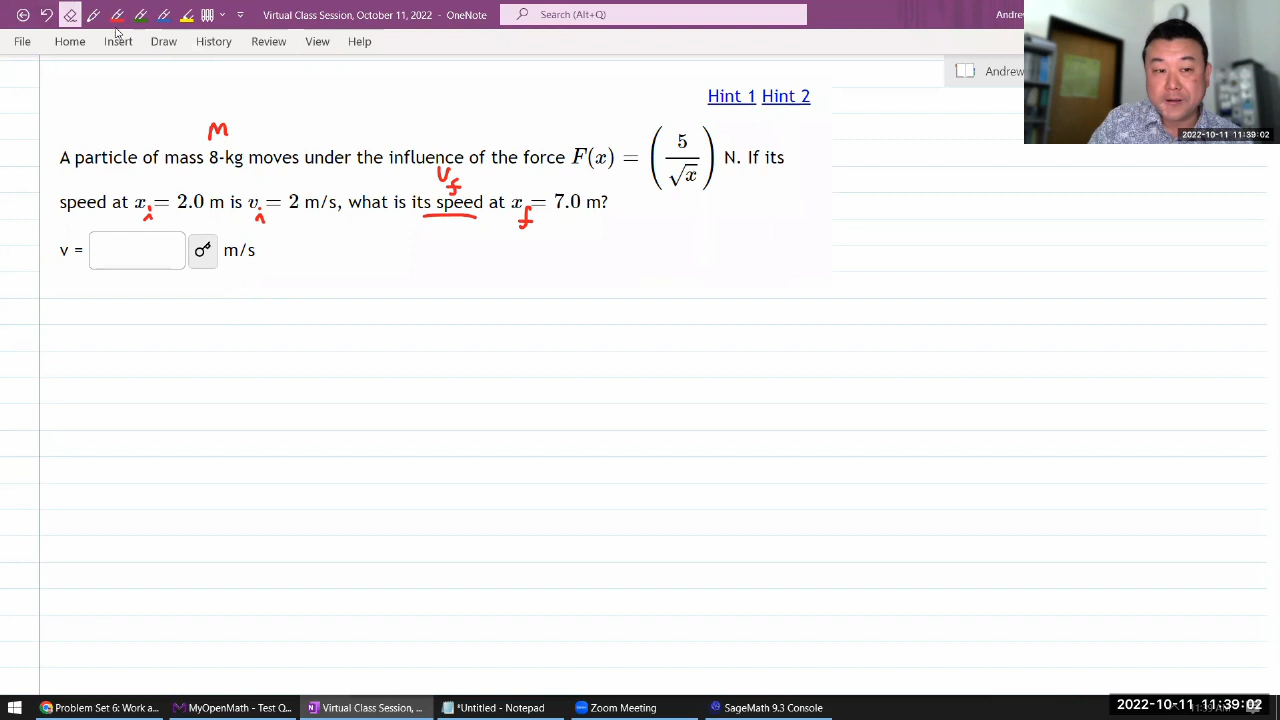 Virtual Class Session, October 11, 2022 - OneNote
Search (Alt+Q)
Andrew
File Home Insert Draw History Review View Help
Andrew
2022-10-11 11:39:02
Hint 1 Hint 2
M
A particle of mass 8-kg moves under the influence of the force F(x) = (5/√x) N. If its
v_f
speed at x_i = 2.0 m is v_i = 2 m/s, what is its speed at x_f = 7.0 m?
v = m/s
Problem Set 6: Work a... MyOpenMath - Test Q... Virtual Class Session,... *Untitled - Notepad Zoom Meeting SageMath 9.3 Console
2022-10-11 11:39:02